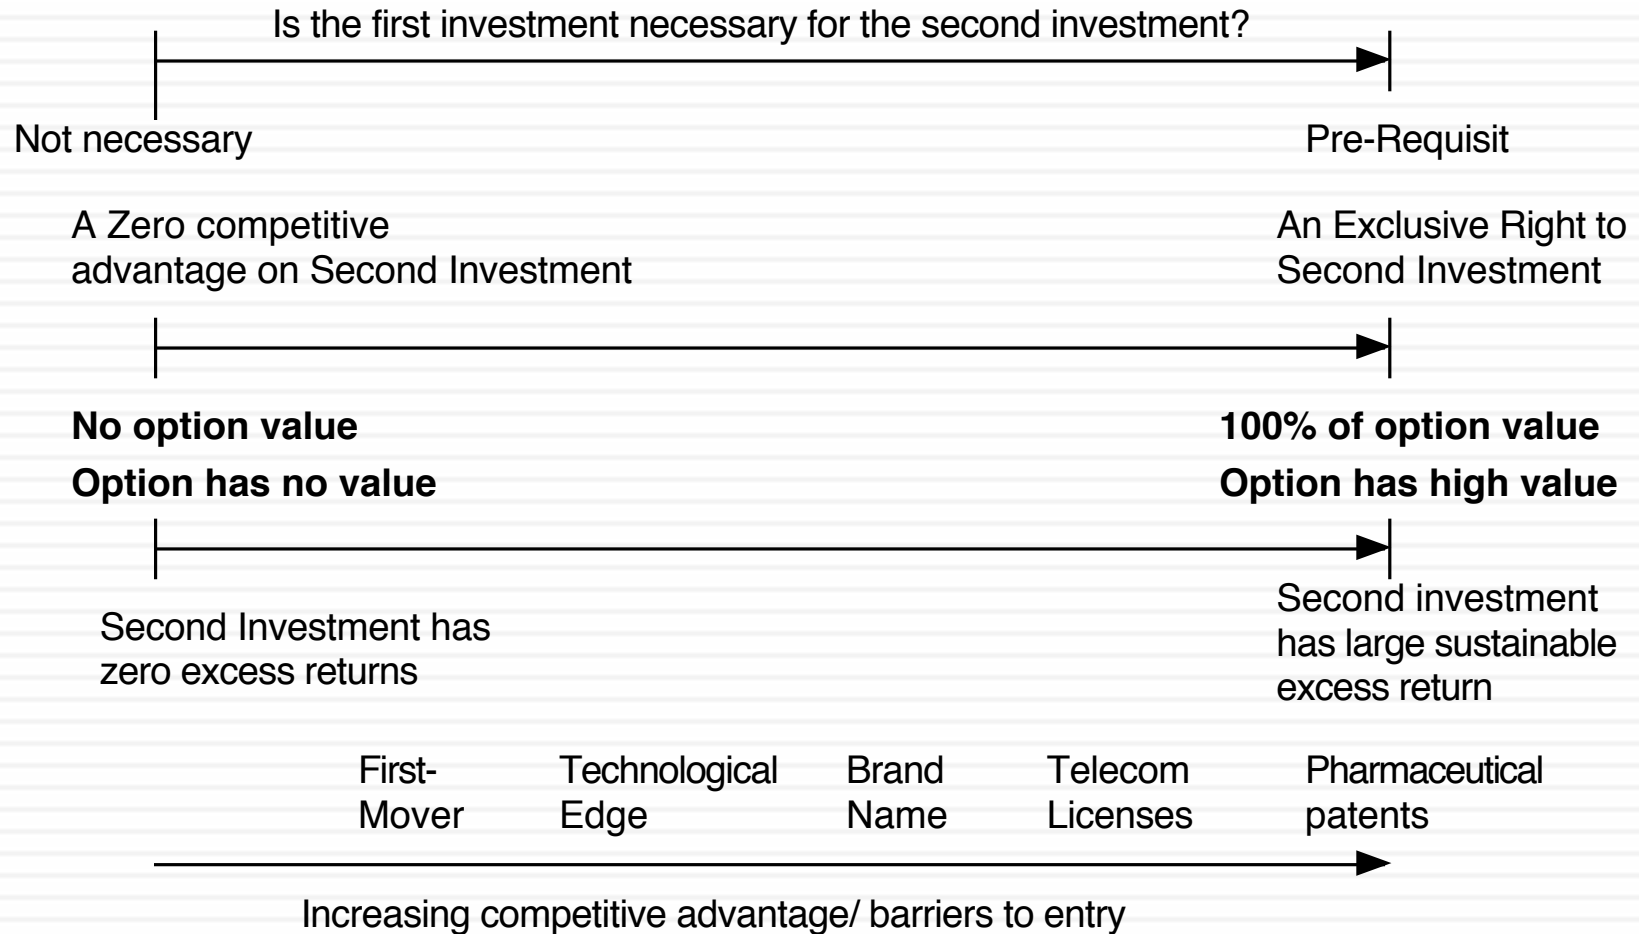 Is the first investment necessary for the second investment?
Not necessary
Pre-Requisit
A Zero competitive
advantage on Second Investment
An Exclusive Right to
Second Investment
No option value
100% of option value
Option has no value
Option has high value
Second Investment has
zero excess returns
Second investment
has large sustainable
excess return
First-
Mover
Technological
Edge
Brand
Name
Telecom
Licenses
Pharmaceutical
patents
Increasing competitive advantage/ barriers to entry